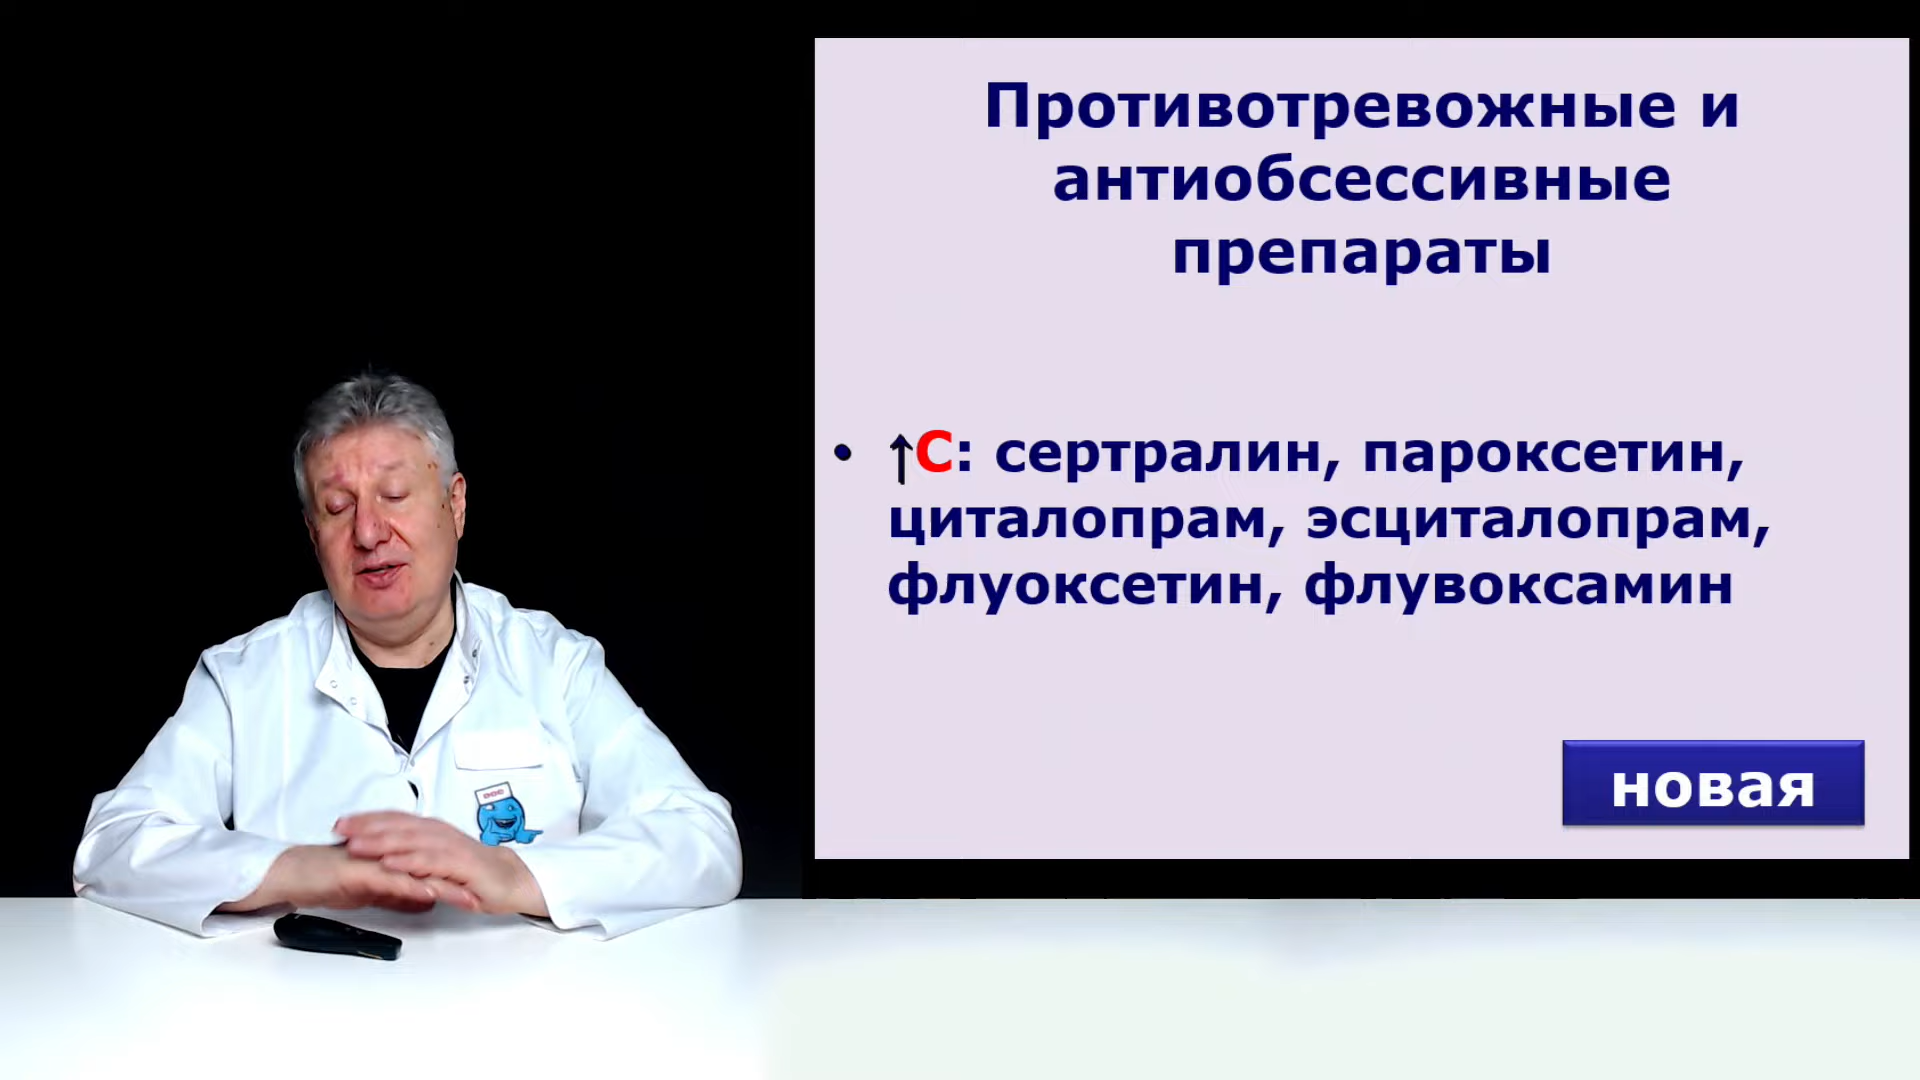 Противотревожные и
антиобсессивные
препараты
• ↑С: сертралин, пароксетин,
циталопрам, эсциталопрам,
флуоксетин, флувоксамин
новая